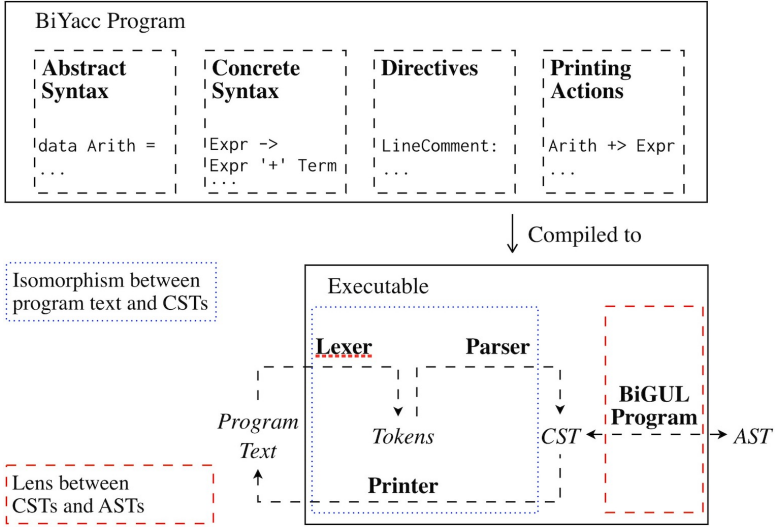 BiYacc Program
Abstract
Syntax
data Arith =
...
Concrete
Syntax
Expr ->
Expr '+' Term
...
Directives
LineComment:
...
Printing
Actions
Arith +> Expr
...
Compiled to
Isomorphism between
program text and CSTs
Executable
Lexer
Parser
BiGUL
Program
Program
Text
Tokens
CST
AST
Printer
Lens between
CSTs and ASTs